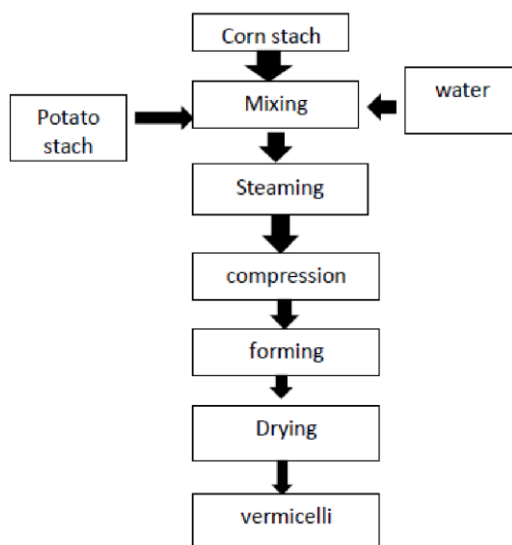 Corn stach
Mixing
water
Potato
stach
Steaming
compression
forming
Drying
vermicelli